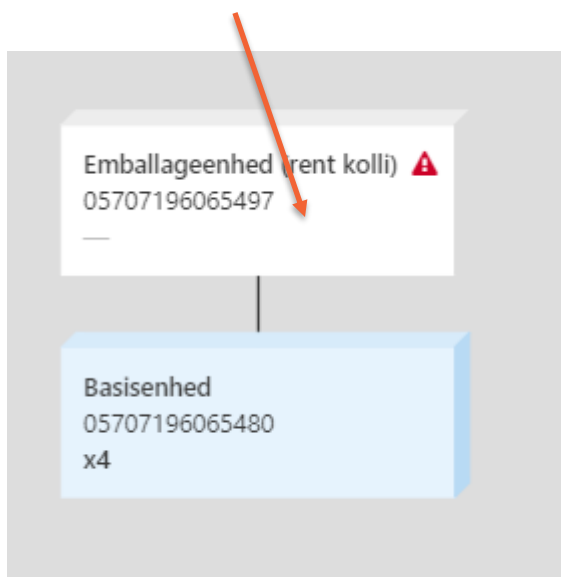 Emballageenhed (rent kolli)
05707196065497
—
Basisenhed
05707196065480
x4